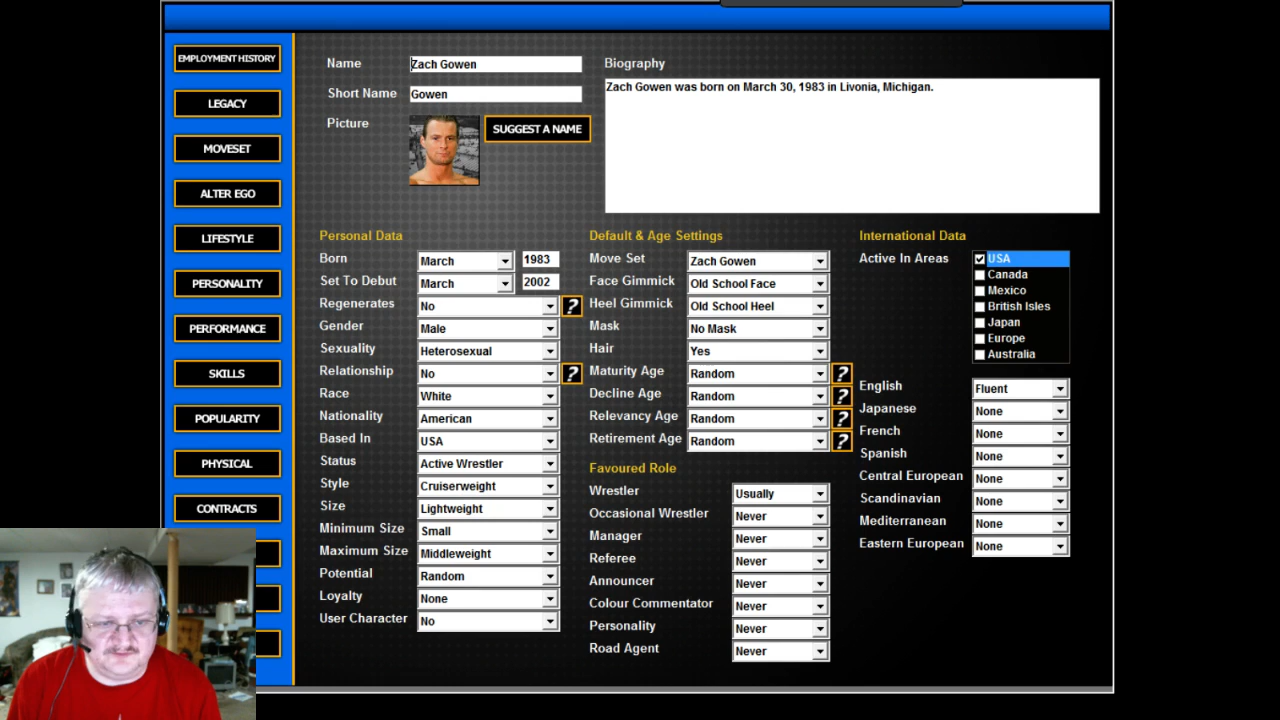 EMPLOYMENT HISTORY
LEGACY
MOVESET
ALTER EGO
LIFESTYLE
PERSONALITY
PERFORMANCE
SKILLS
POPULARITY
PHYSICAL
CONTRACTS
Name Zach Gowen
Short Name Gowen
Picture
SUGGEST A NAME
Biography
Zach Gowen was born on March 30, 1983 in Livonia, Michigan.
Personal Data
Born March 1983
Set To Debut March 2002
Regenerates No ?
Gender Male
Sexuality Heterosexual
Relationship No ?
Race White
Nationality American
Based In USA
Status Active Wrestler
Style Cruiserweight
Size Lightweight
Minimum Size Small
Maximum Size Middleweight
Potential Random
Loyalty None
User Character No
Default & Age Settings
Move Set Zach Gowen
Face Gimmick Old School Face
Heel Gimmick Old School Heel
Mask No Mask
Hair Yes
Maturity Age Random ?
Decline Age Random ?
Relevancy Age Random ?
Retirement Age Random ?
Favoured Role
Wrestler Usually
Occasional Wrestler Never
Manager Never
Referee Never
Announcer Never
Colour Commentator Never
Personality Never
Road Agent Never
International Data
Active In Areas USA
Canada
Mexico
British Isles
Japan
Europe
Australia
English Fluent
Japanese None
French None
Spanish None
Central European None
Scandinavian None
Mediterranean None
Eastern European None